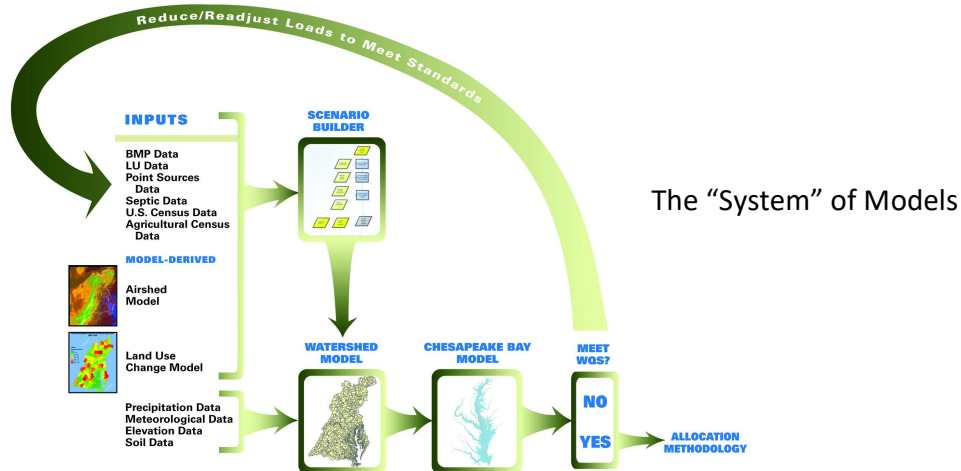 Reduce/Readjust Loads to Meet Standards
INPUTS
BMP Data
LU Data
Point Sources
Data
Septic Data
U.S. Census Data
Agricultural Census
Data
MODEL-DERIVED
Airshed
Model
Land Use
Change Model
Precipitation Data
Meteorological Data
Elevation Data
Soil Data
SCENARIO
BUILDER
WATERSHED
MODEL
CHESAPEAKE BAY
MODEL
MEET
WQS?
NO
YES
ALLOCATION
METHODOLOGY
The “System” of Models